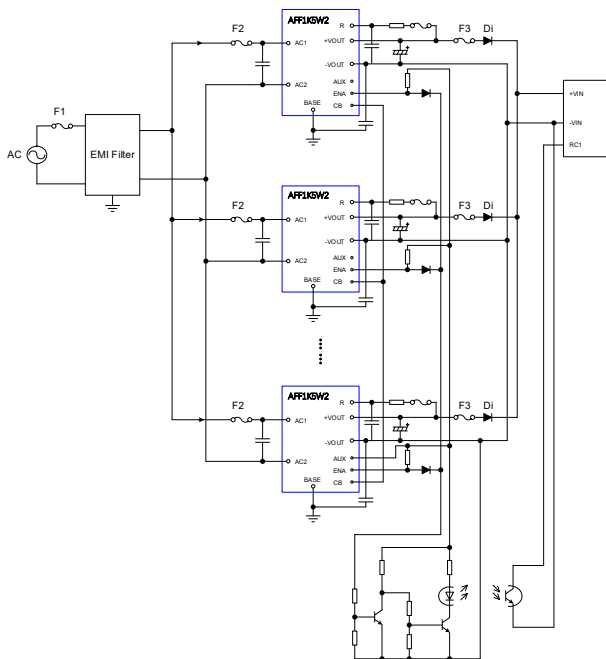 AFF1K5W2
F2
R
F3
Di
AC1
+VOUT
-VOUT
AUX
AC2
ENA
CB
BASE
+VIN
-VIN
RC1
F1
AC
EMI Filter
AFF1K5W2
F2
R
F3
Di
AC1
+VOUT
-VOUT
AUX
AC2
ENA
CB
BASE
AFF1K5W2
F2
R
F3
Di
AC1
+VOUT
-VOUT
AUX
AC2
ENA
CB
BASE